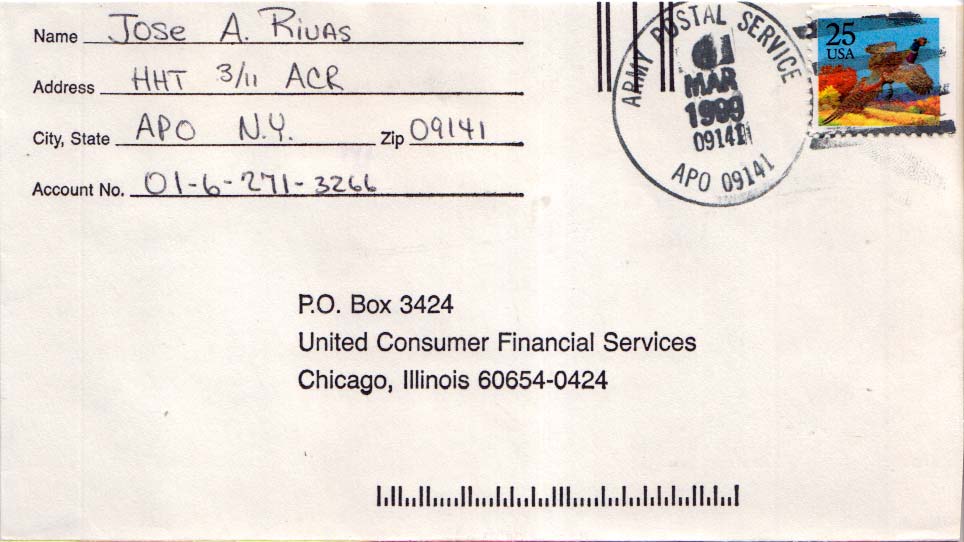 Name Jose A. Rivas
Address HHT 3/11 ACR
City, State APO N.Y. Zip 09141
Account No. 01-6-271-3266
ARMY POSTAL SERVICE
MAR
09141
APO 09141
25
USA
P.O. Box 3424
United Consumer Financial Services
Chicago, Illinois 60654-0424